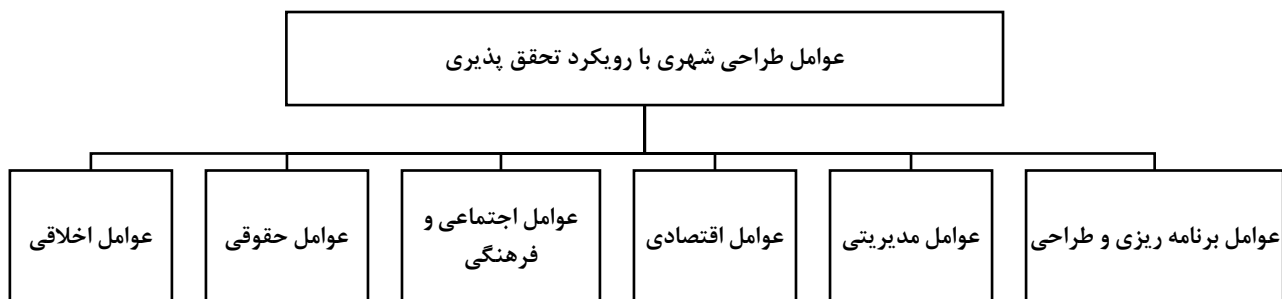 عوامل طراحی شهری با رویکرد تحقق پذیری
عوامل برنامه ریزی و طراحی
عوامل مدیریتی
عوامل اقتصادی
عوامل اجتماعی و
فرهنگی
عوامل حقوقی
عوامل اخلاقی